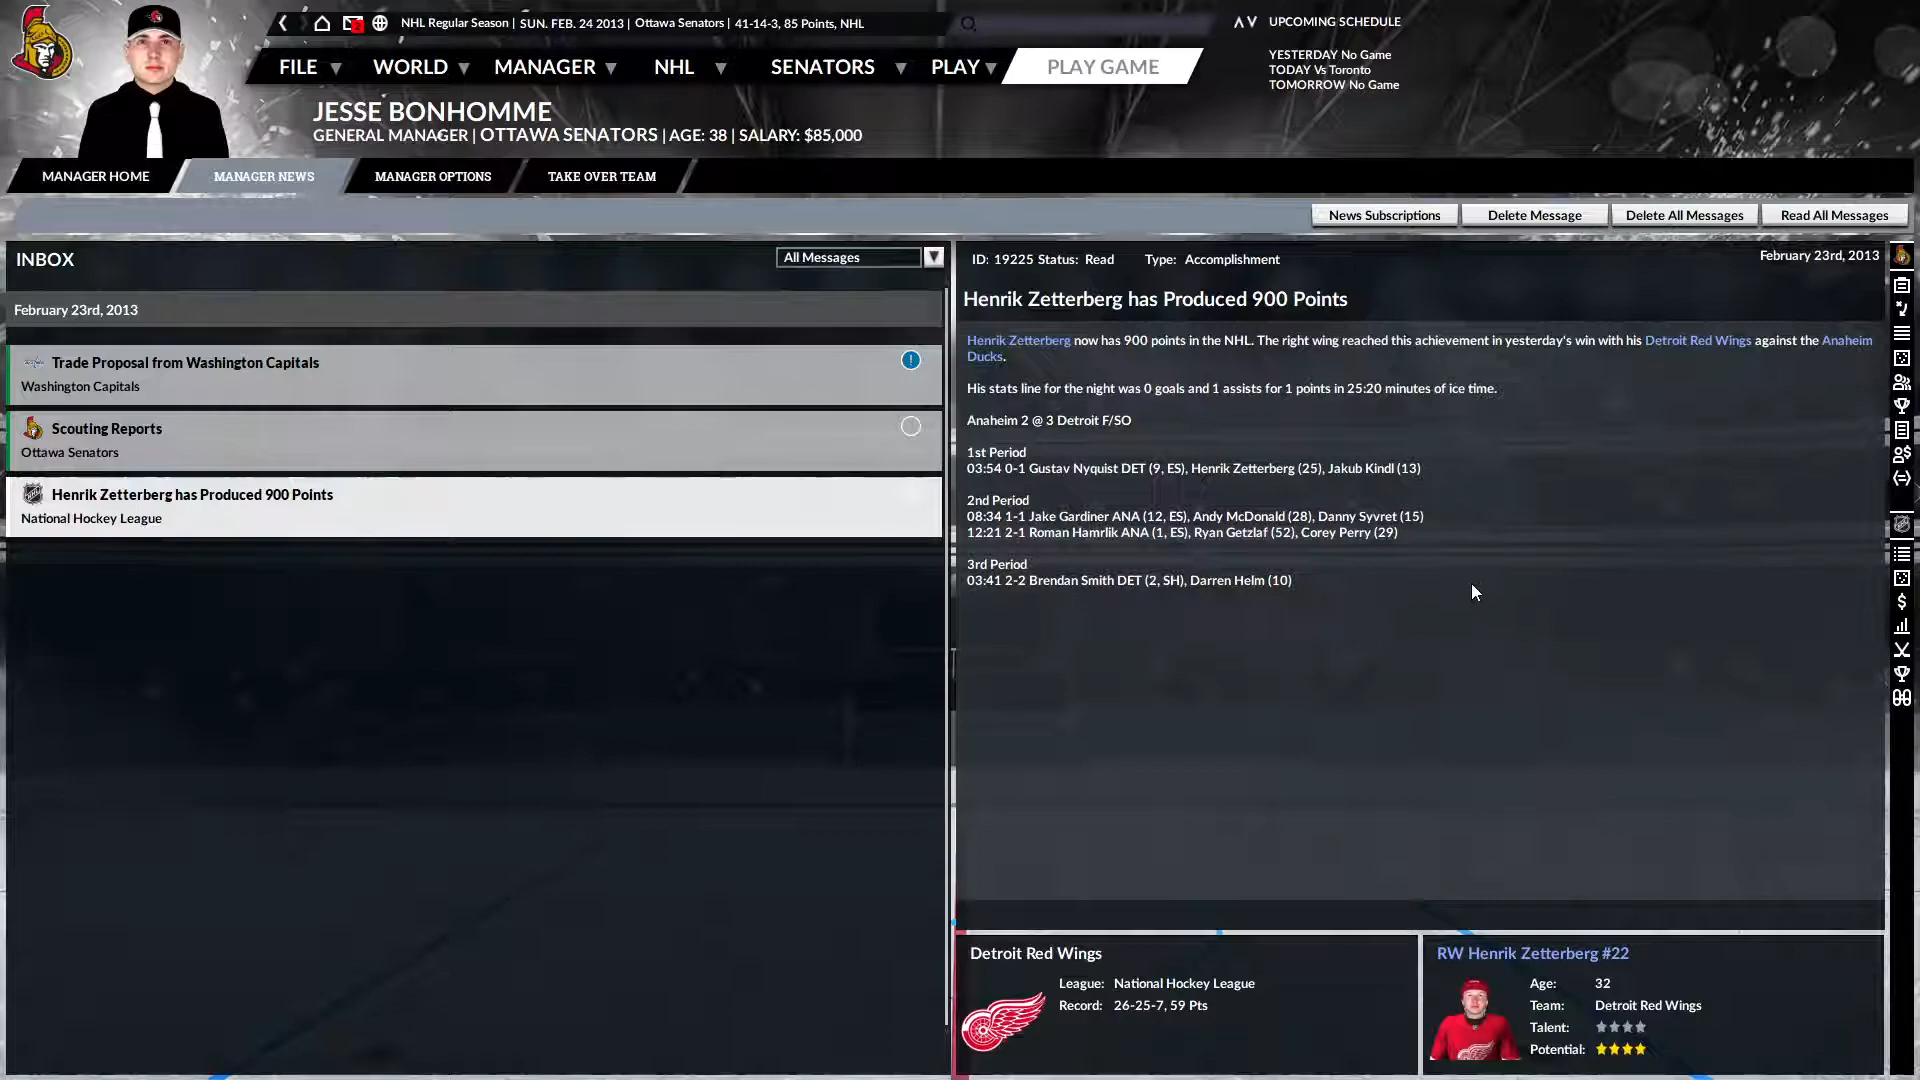 NHL Regular Season | SUN. FEB. 24 2013 | Ottawa Senators | 41-14-3, 85 Points, NHL
UPCOMING SCHEDULE
YESTERDAY No Game
TODAY Vs Toronto
TOMORROW No Game
FILE WORLD MANAGER NHL SENATORS PLAY PLAY GAME
JESSE BONHOMME
GENERAL MANAGER | OTTAWA SENATORS | AGE: 38 | SALARY: $85,000
MANAGER HOME MANAGER NEWS MANAGER OPTIONS TAKE OVER TEAM
News Subscriptions Delete Message Delete All Messages Read All Messages
INBOX
All Messages
February 23rd, 2013
Trade Proposal from Washington Capitals
Washington Capitals
Scouting Reports
Ottawa Senators
Henrik Zetterberg has Produced 900 Points
National Hockey League
ID: 19225 Status: Read Type: Accomplishment
February 23rd, 2013
Henrik Zetterberg has Produced 900 Points
Henrik Zetterberg now has 900 points in the NHL. The right wing reached this achievement in yesterday's win with his Detroit Red Wings against the Anaheim
Ducks.
His stats line for the night was 0 goals and 1 assists for 1 points in 25:20 minutes of ice time.
Anaheim 2 @ 3 Detroit F/SO
1st Period
03:54 0-1 Gustav Nyquist DET (9, ES), Henrik Zetterberg (25), Jakub Kindl (13)
2nd Period
08:34 1-1 Jake Gardiner ANA (12, ES), Andy McDonald (28), Danny Syvret (15)
12:21 2-1 Roman Hamrlik ANA (1, ES), Ryan Getzlaf (52), Corey Perry (29)
3rd Period
03:41 2-2 Brendan Smith DET (2, SH), Darren Helm (10)
Detroit Red Wings
League: National Hockey League
Record: 26-25-7, 59 Pts
RW Henrik Zetterberg #22
Age: 32
Team: Detroit Red Wings
Talent:
Potential: